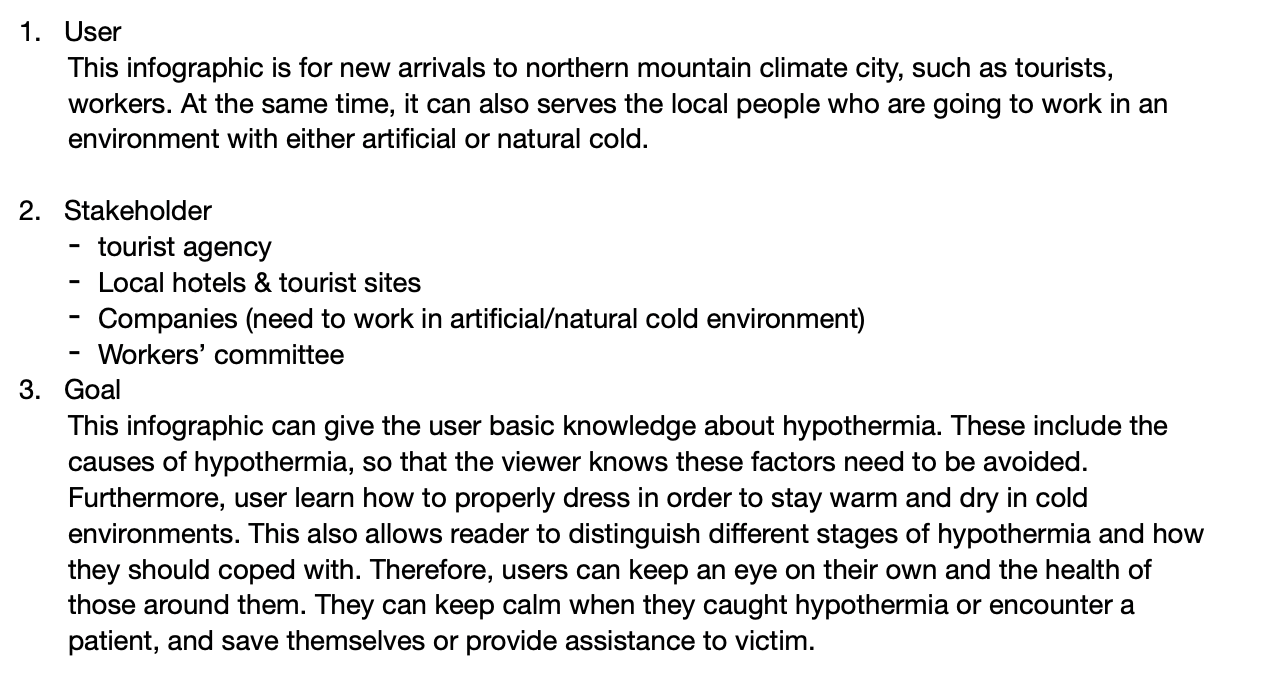 1. User
This infographic is for new arrivals to northern mountain climate city, such as tourists,
workers. At the same time, it can also serves the local people who are going to work in an
environment with either artificial or natural cold.
2. Stakeholder
- tourist agency
- Local hotels & tourist sites
- Companies (need to work in artificial/natural cold environment)
- Workers’ committee
3. Goal
This infographic can give the user basic knowledge about hypothermia. These include the
causes of hypothermia, so that the viewer knows these factors need to be avoided.
Furthermore, user learn how to properly dress in order to stay warm and dry in cold
environments. This also allows reader to distinguish different stages of hypothermia and how
they should coped with. Therefore, users can keep an eye on their own and the health of
those around them. They can keep calm when they caught hypothermia or encounter a
patient, and save themselves or provide assistance to victim.